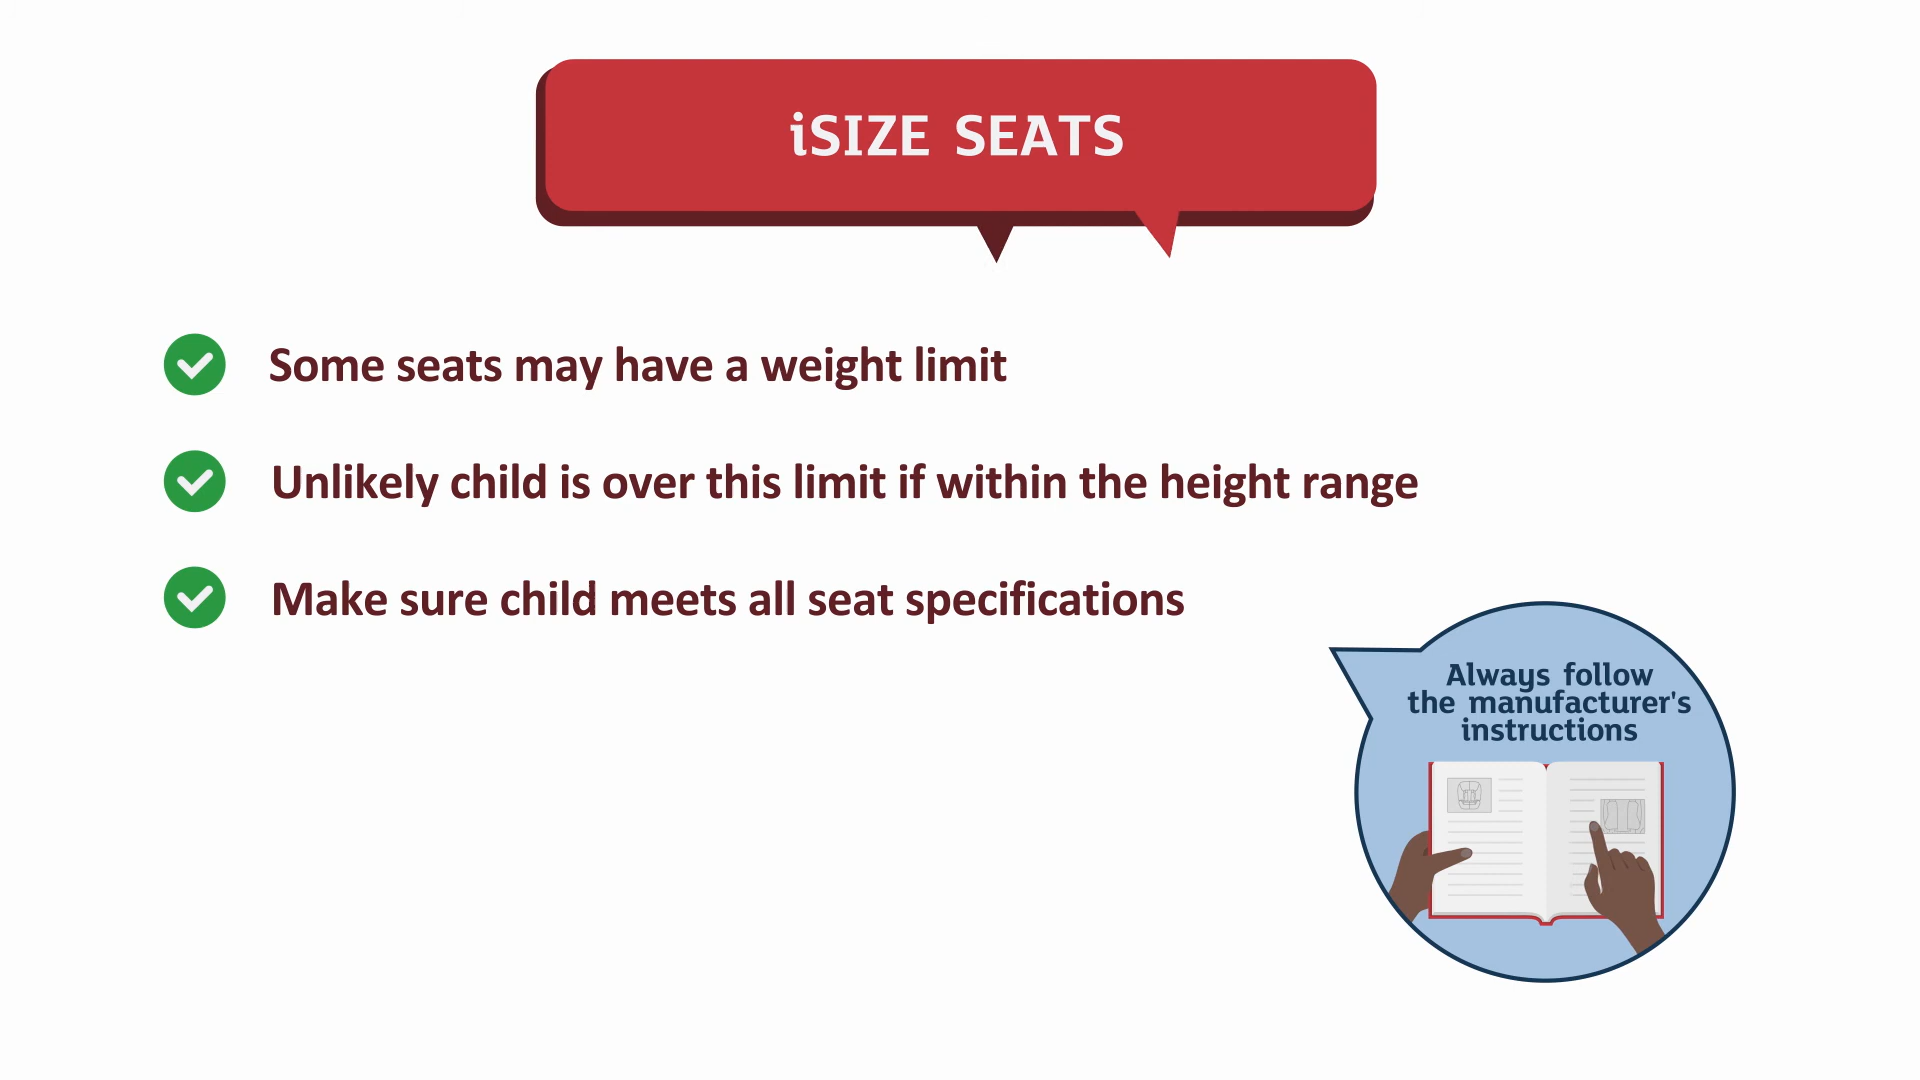 iSIZE SEATS
Some seats may have a weight limit
Unlikely child is over this limit if within the height range
Make sure child meets all seat specifications
Always follow
the manufacturer's
instructions